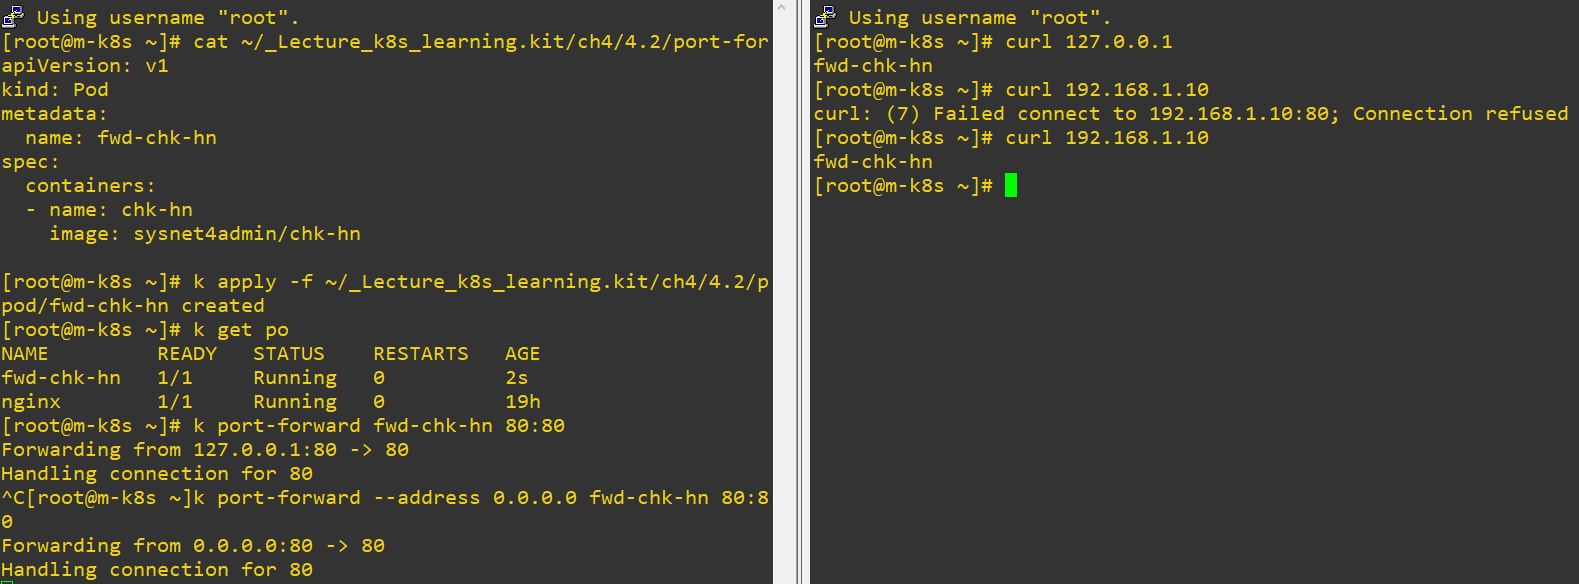 Using username "root".
[root@m-k8s ~]# cat ~/_Lecture_k8s_learning.kit/ch4/4.2/port-for
apiVersion: v1
kind: Pod
metadata:
  name: fwd-chk-hn
spec:
  containers:
  - name: chk-hn
    image: sysnet4admin/chk-hn
[root@m-k8s ~]# k apply -f ~/_Lecture_k8s_learning.kit/ch4/4.2/p
pod/fwd-chk-hn created
[root@m-k8s ~]# k get po
NAME         READY   STATUS    RESTARTS   AGE
fwd-chk-hn   1/1     Running   0          2s
nginx        1/1     Running   0          19h
[root@m-k8s ~]# k port-forward fwd-chk-hn 80:80
Forwarding from 127.0.0.1:80 -> 80
Handling connection for 80
^C[root@m-k8s ~]k port-forward --address 0.0.0.0 fwd-chk-hn 80:8
0
Forwarding from 0.0.0.0:80 -> 80
Handling connection for 80
Using username "root".
[root@m-k8s ~]# curl 127.0.0.1
fwd-chk-hn
[root@m-k8s ~]# curl 192.168.1.10
curl: (7) Failed connect to 192.168.1.10:80; Connection refused
[root@m-k8s ~]# curl 192.168.1.10
fwd-chk-hn
[root@m-k8s ~]#